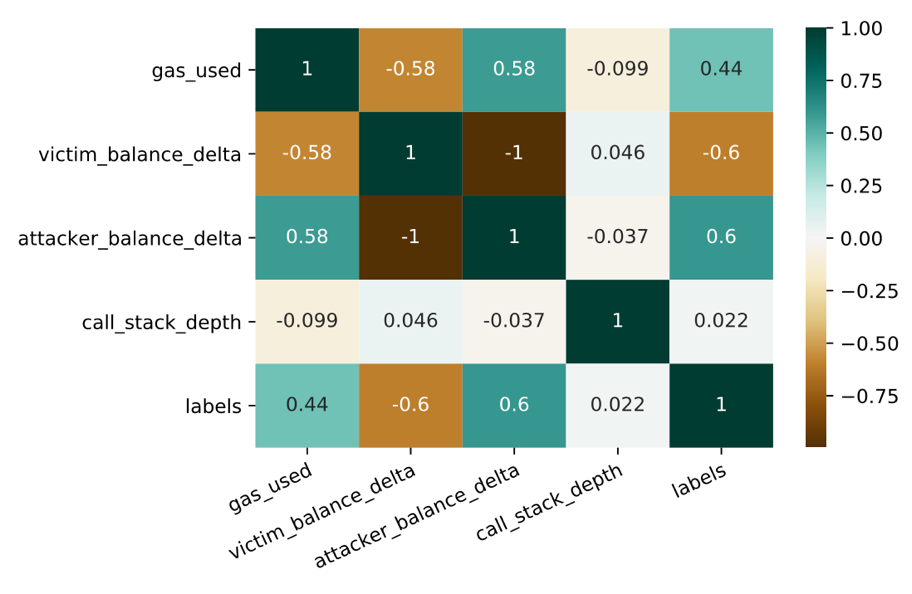 gas_used 1 -0.58 0.58 -0.099 0.44
victim_balance_delta -0.58 1 -1 0.046 -0.6
attacker_balance_delta 0.58 -1 1 -0.037 0.6
call_stack_depth -0.099 0.046 -0.037 1 0.022
labels 0.44 -0.6 0.6 0.022 1
gas_used victim_balance_delta attacker_balance_delta call_stack_depth labels
1.00
0.75
0.50
0.25
0.00
−0.25
−0.50
−0.75